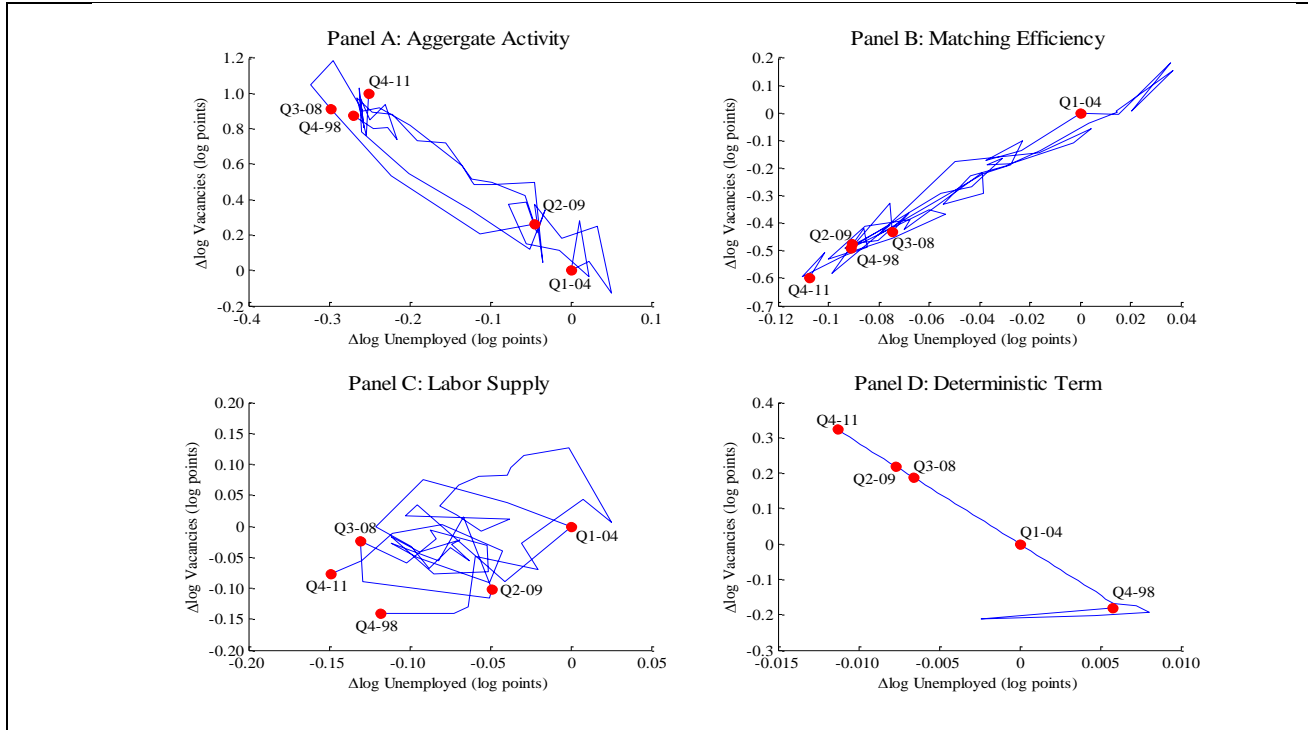 Panel A: Aggergate Activity
Δlog Vacancies (log points)
1.2
1.0
0.8
0.6
0.4
0.2
0
-0.2
Q4-11
Q3-08
Q4-98
Q2-09
Q1-04
-0.4
-0.3
-0.2
-0.1
0
0.1
Δlog Unemployed (log points)
Panel B: Matching Efficiency
Δlog Vacancies (log points)
0.2
0.1
0
-0.1
-0.2
-0.3
-0.4
-0.5
-0.6
-0.7
Q1-04
Q2-09
Q3-08
Q4-98
Q4-11
-0.12
-0.1
-0.08
-0.06
-0.04
-0.02
0
0.02
0.04
Δlog Unemployed (log points)
Panel C: Labor Supply
Δlog Vacancies (log points)
0.20
0.15
0.10
0.05
0
-0.05
-0.10
-0.15
-0.20
Q3-08
Q1-04
Q4-11
Q2-09
Q4-98
-0.20
-0.15
-0.10
-0.05
0
0.05
Δlog Unemployed (log points)
Panel D: Deterministic Term
Δlog Vacancies (log points)
0.4
0.3
0.2
0.1
0
-0.1
-0.2
-0.3
Q4-11
Q3-08
Q2-09
Q1-04
Q4-98
-0.015
-0.010
-0.005
0
0.005
0.010
Δlog Unemployed (log points)